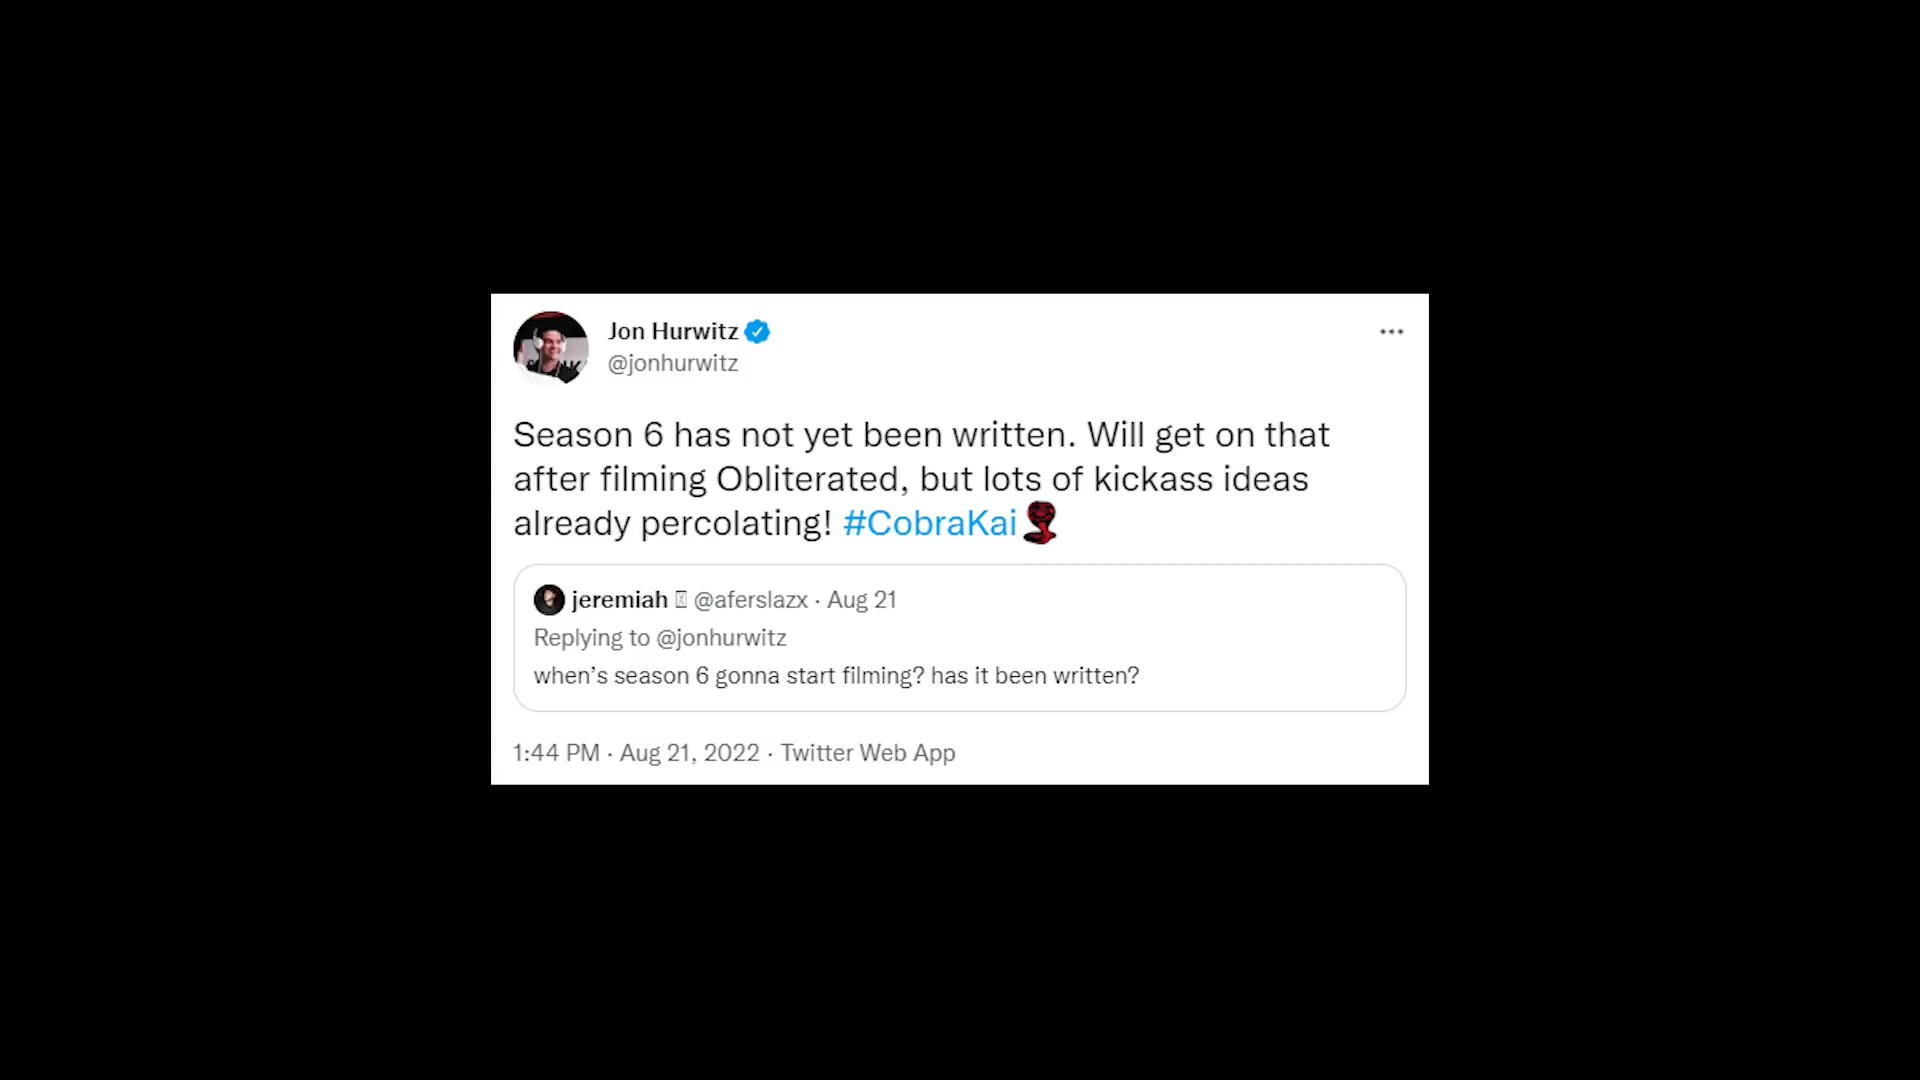 Jon Hurwitz
@jonhurwitz
Season 6 has not yet been written. Will get on that
after filming Obliterated, but lots of kickass ideas
already percolating! #CobraKai
jeremiah @aferslazx · Aug 21
Replying to @jonhurwitz
when’s season 6 gonna start filming? has it been written?
1:44 PM · Aug 21, 2022 · Twitter Web App